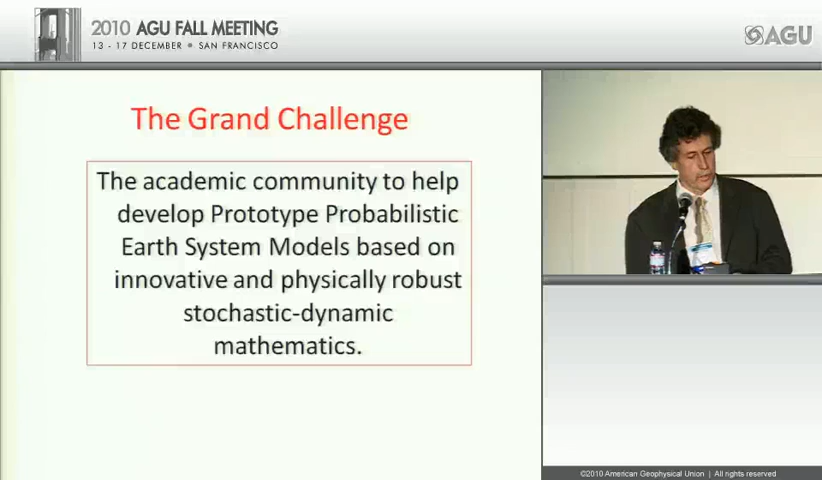 2010 AGU FALL MEETING
13 - 17 DECEMBER ■ SAN FRANCISCO
AGU
The Grand Challenge
The academic community to help
develop Prototype Probabilistic
Earth System Models based on
innovative and physically robust
stochastic-dynamic
mathematics.
©2010 American Geophysical Union | All rights reserved